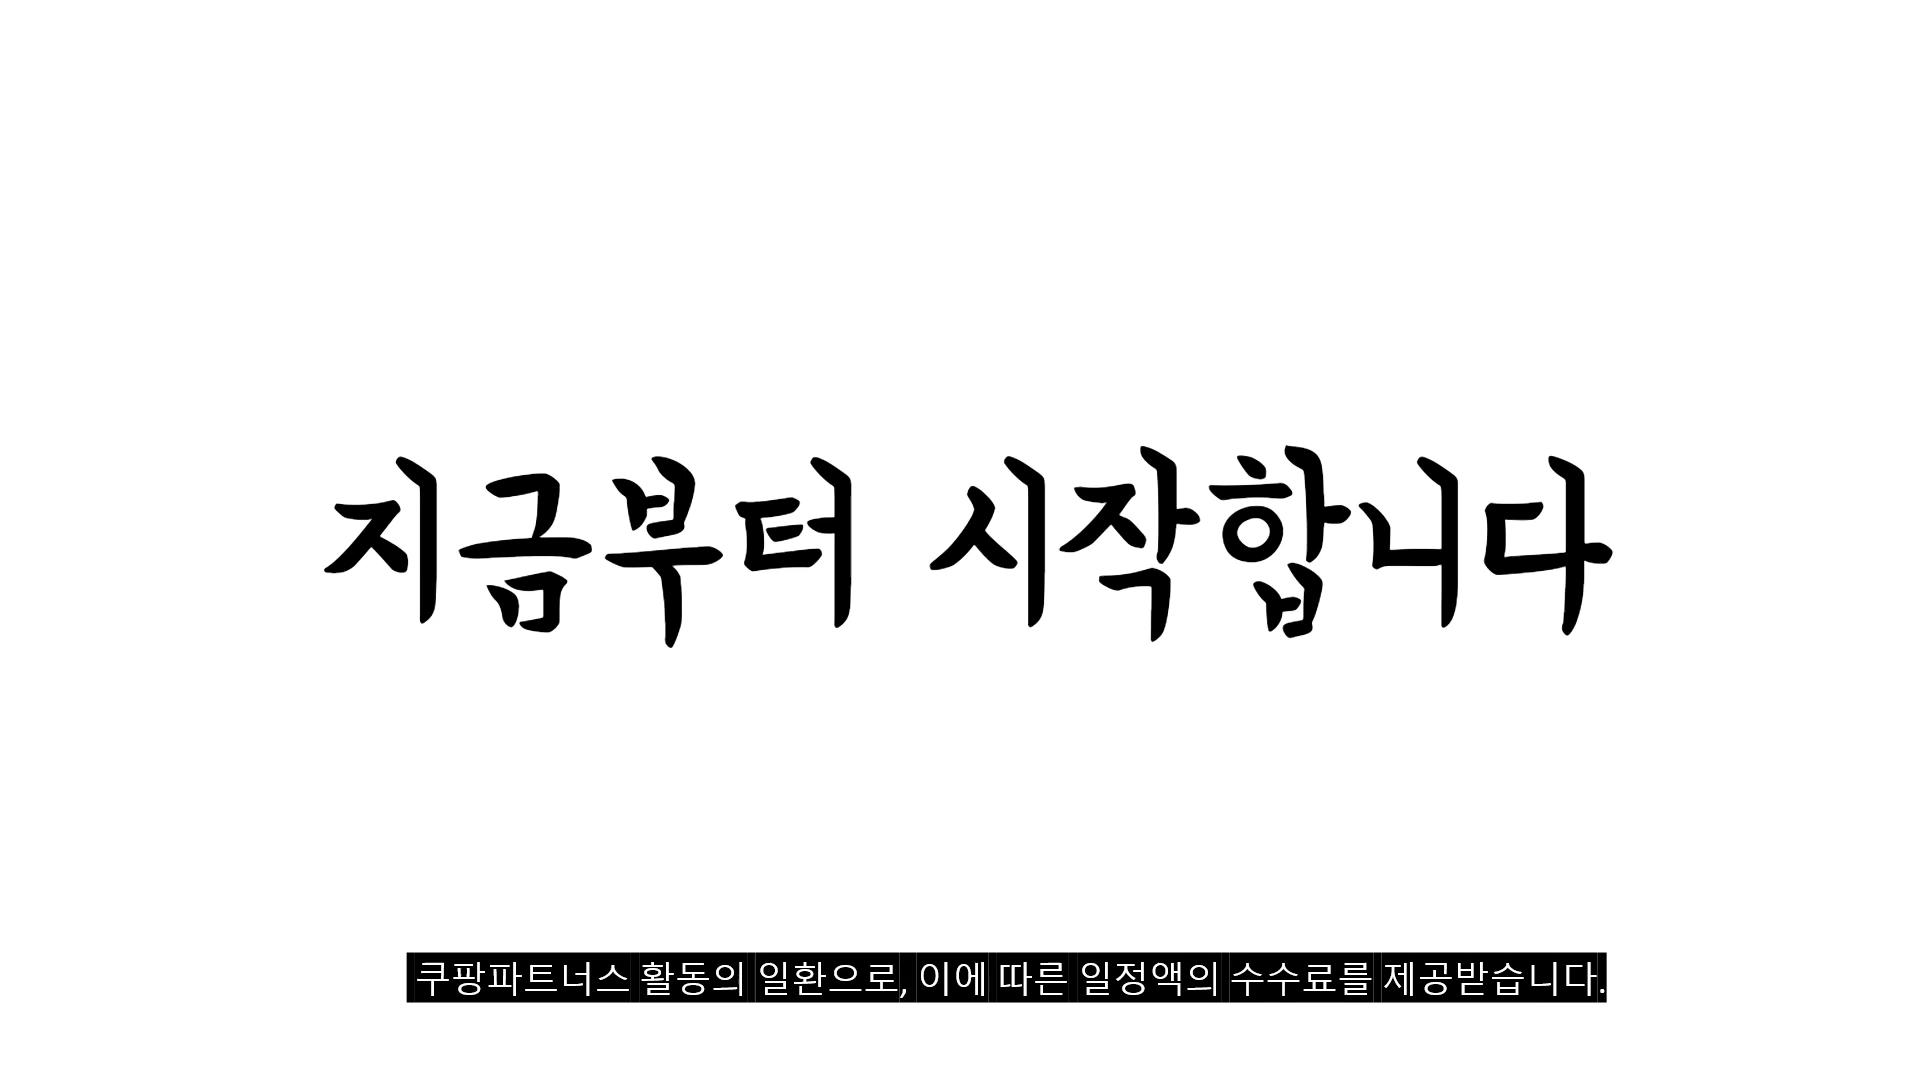 지금부터 시작합니다
쿠팡파트너스 활동의 일환으로, 이에 따른 일정액의 수수료를 제공받습니다.